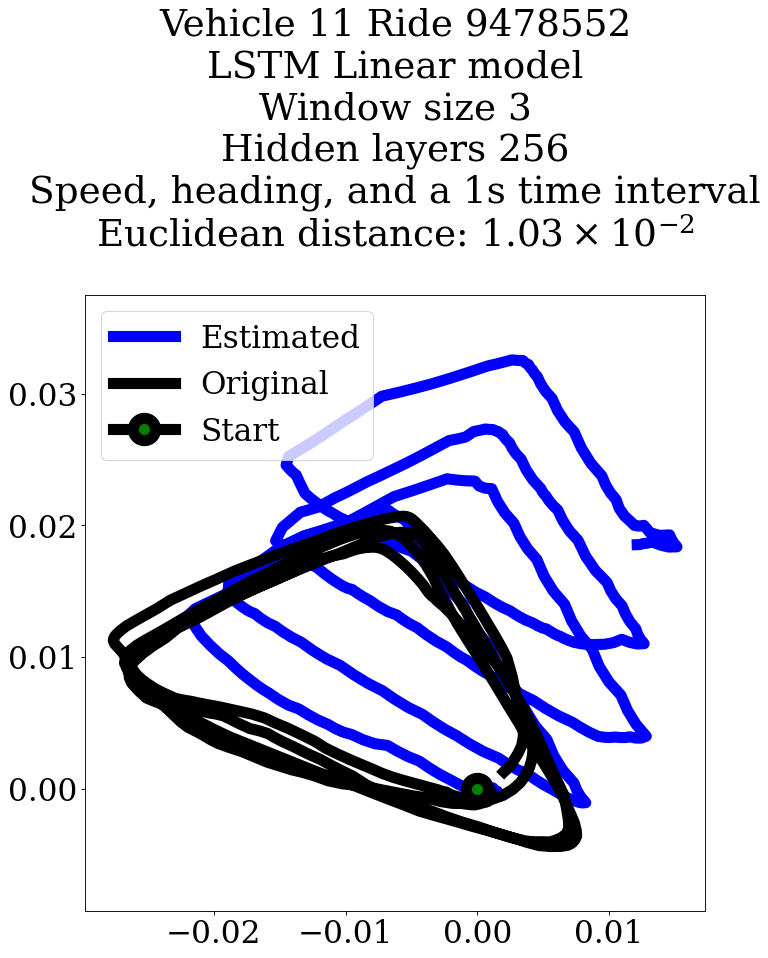 Vehicle 11 Ride 9478552
LSTM Linear model
Window size 3
Hidden layers 256
Speed, heading, and a 1s time interval
Euclidean distance: 1.03 × 10⁻²
Estimated
Original
Start
0.03
0.02
0.01
0.00
−0.02
−0.01
0.00
0.01